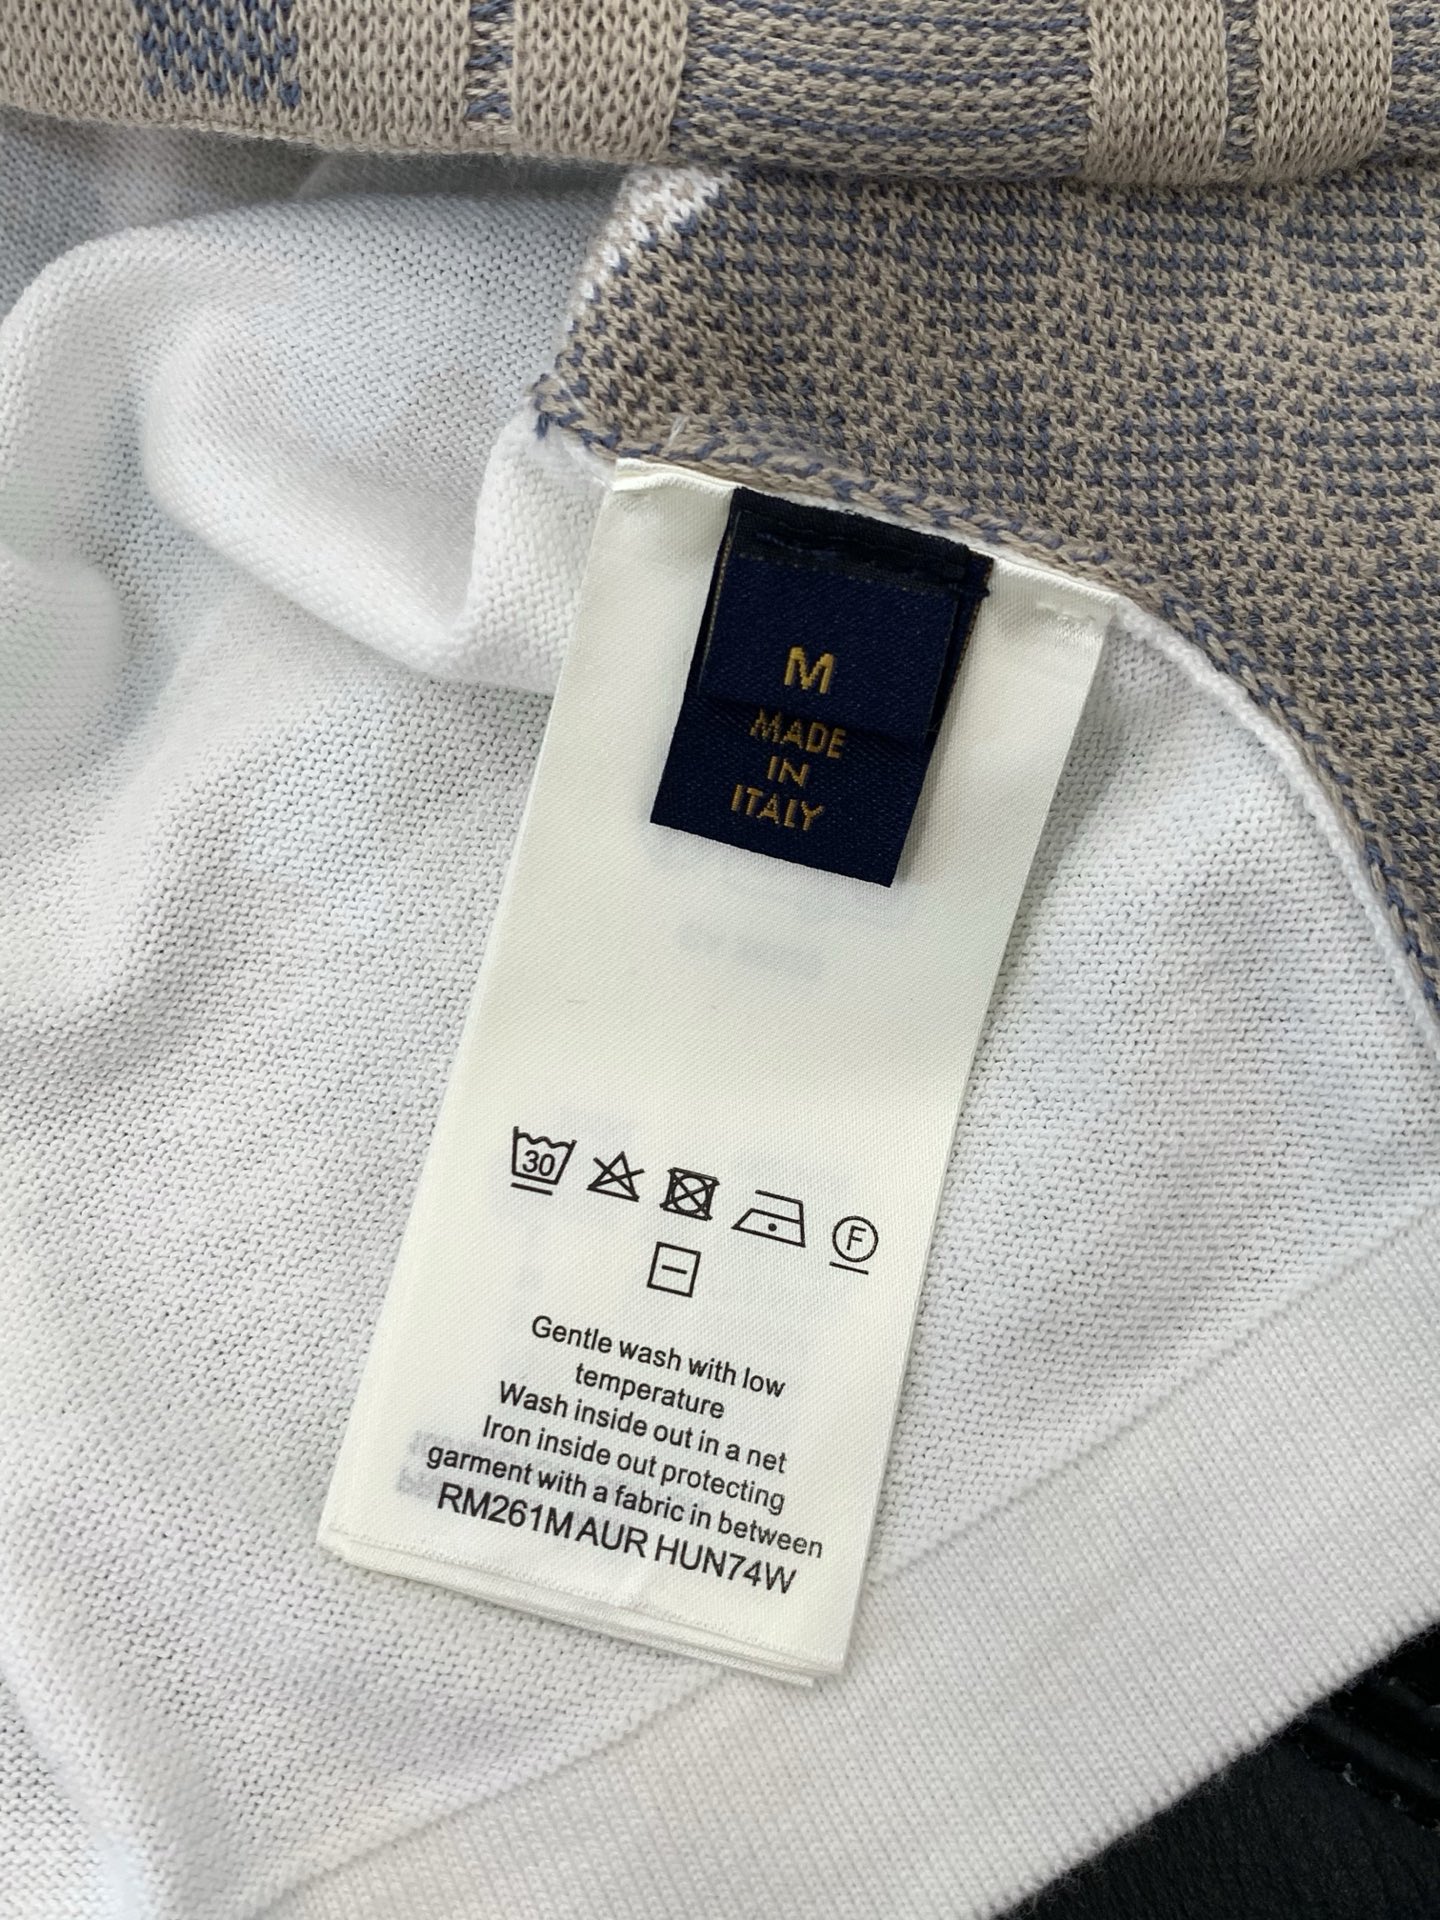 M
MADE
IN
ITALY
30
F
Gentle wash with low
temperature
Wash inside out in a net
Iron inside out protecting
garment with a fabric in between
RM261M AUR HUN74W